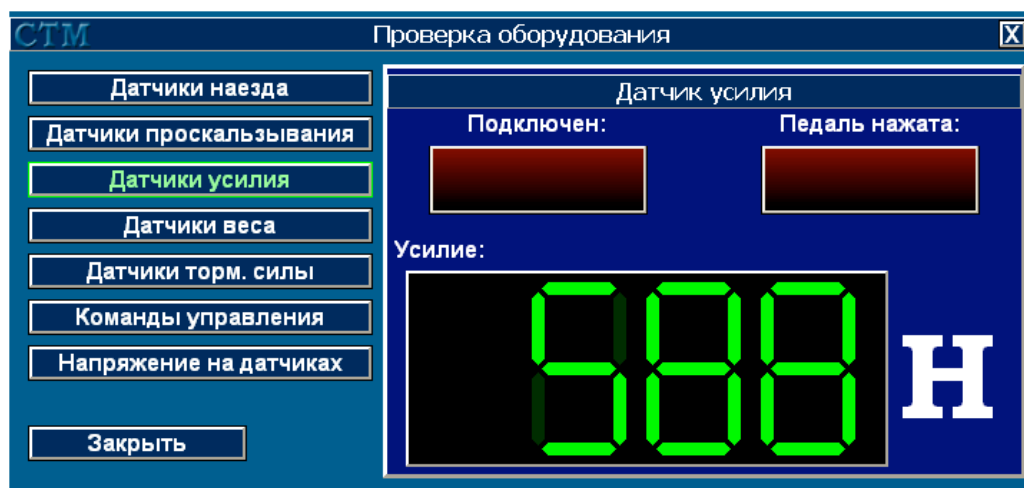 СТМ Проверка оборудования X
Датчики наезда
Датчики проскальзывания
Датчики усилия
Датчики веса
Датчики торм. силы
Команды управления
Напряжение на датчиках
Закрыть
Датчик усилия
Подключен: Педаль нажата:
Усилие:
588 Н